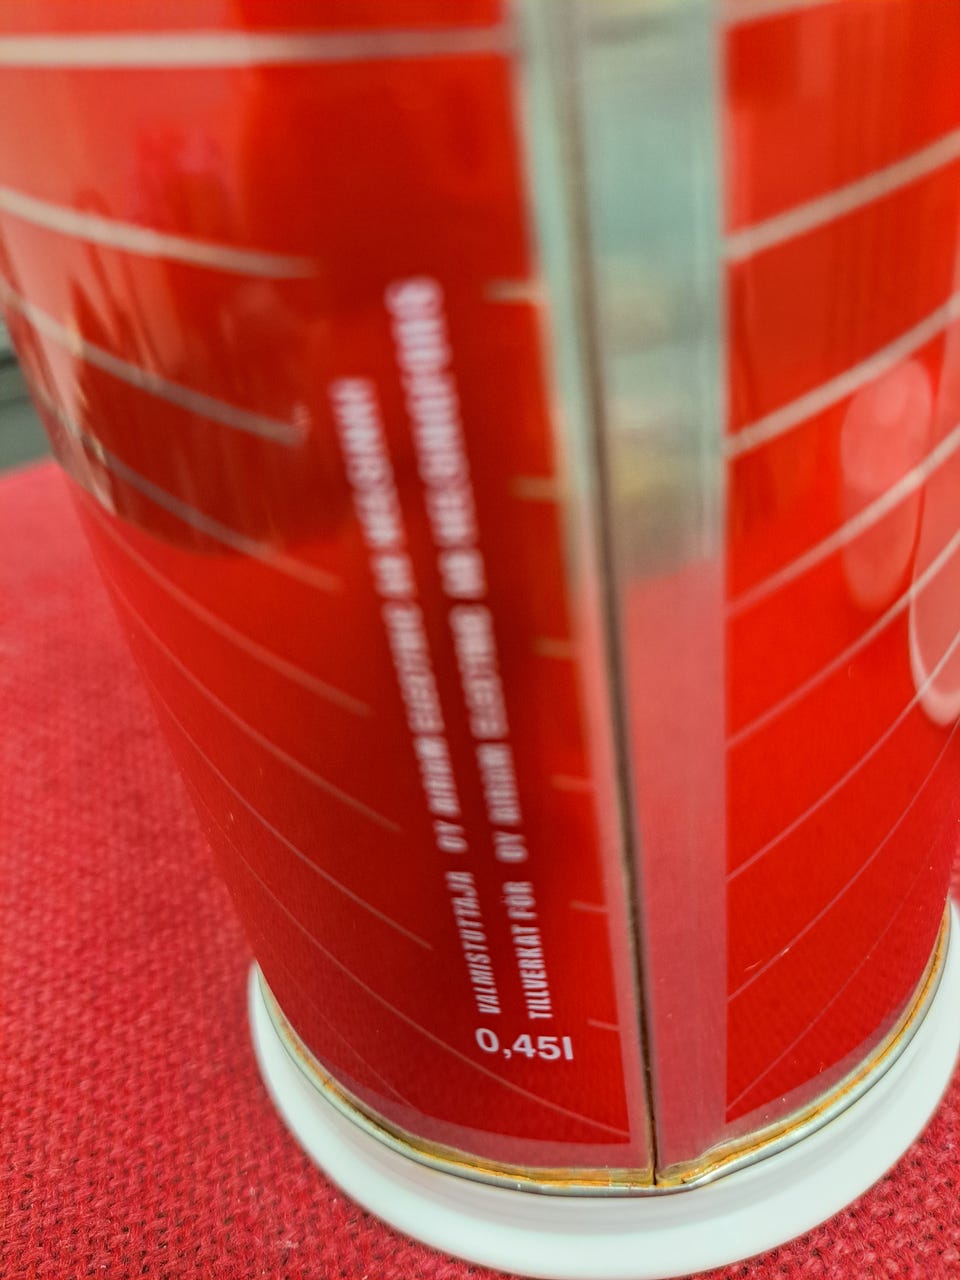 VALMISTUTTAJA OY AIRAM ELECTRIC AB HELSINKI
TILLVERKAT FÖR OY AIRAM ELECTRIC AB HELSINGFORS
0,45l